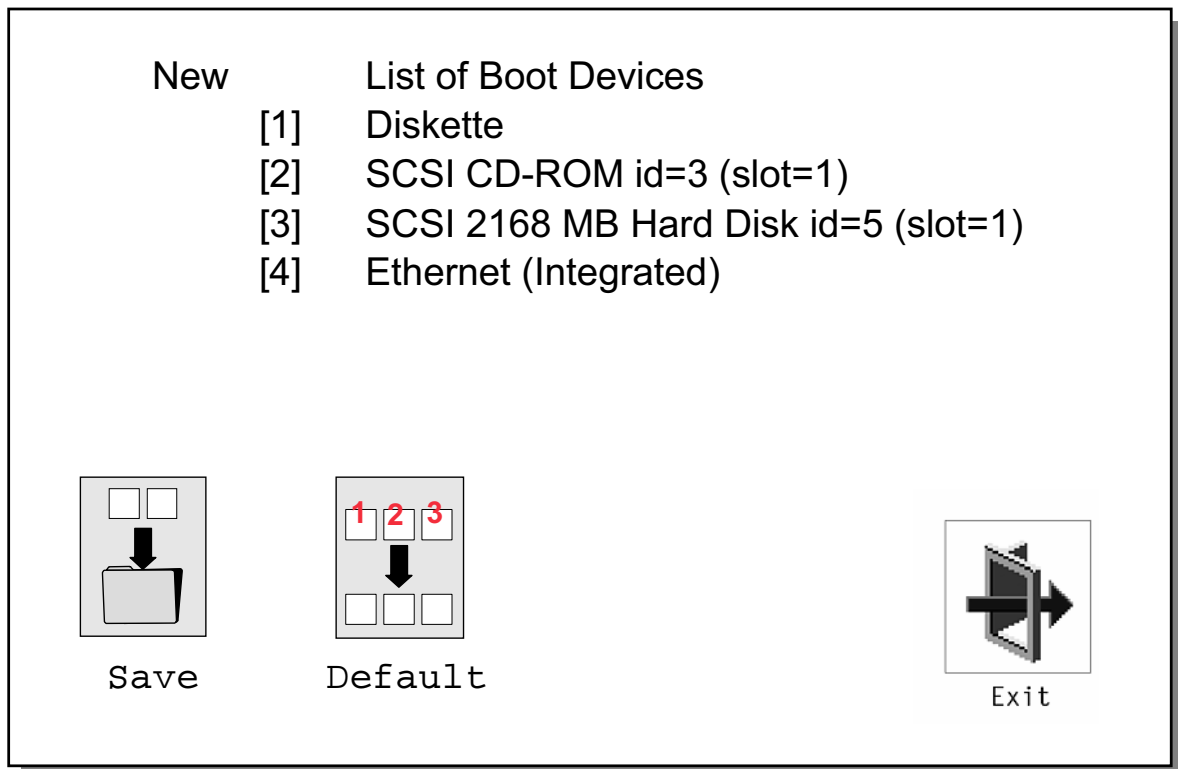 New List of Boot Devices
[1] Diskette
[2] SCSI CD-ROM id=3 (slot=1)
[3] SCSI 2168 MB Hard Disk id=5 (slot=1)
[4] Ethernet (Integrated)
1 2 3
Save Default Exit